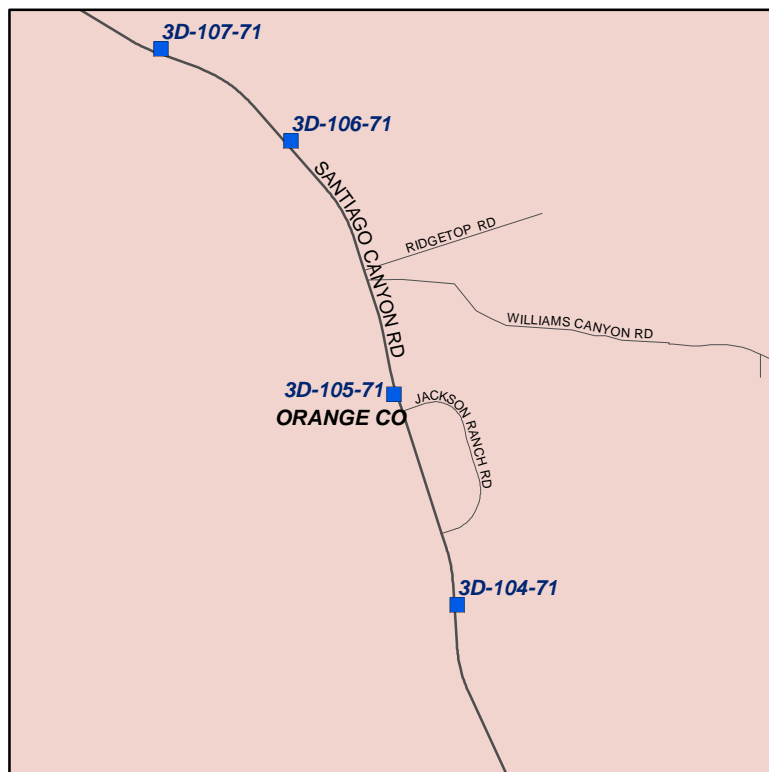 3D-107-71
3D-106-71
SANTIAGO CANYON RD
RIDGETOP RD
WILLIAMS CANYON RD
3D-105-71
ORANGE CO
JACKSON RANCH RD
3D-104-71